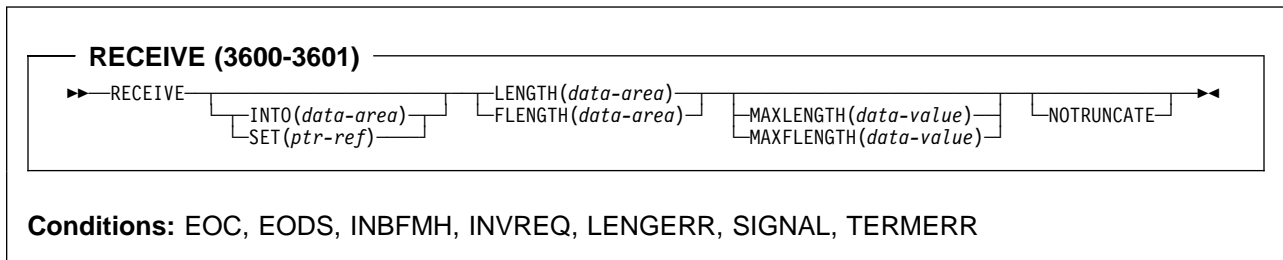 RECEIVE (3600-3601)
RECEIVE LENGTH(data-area)
INTO(data-area) FLENGTH(data-area) MAXLENGTH(data-value) NOTRUNCATE
SET(ptr-ref) MAXFLENGTH(data-value)
Conditions: EOC, EODS, INBFMH, INVREQ, LENGERR, SIGNAL, TERMERR